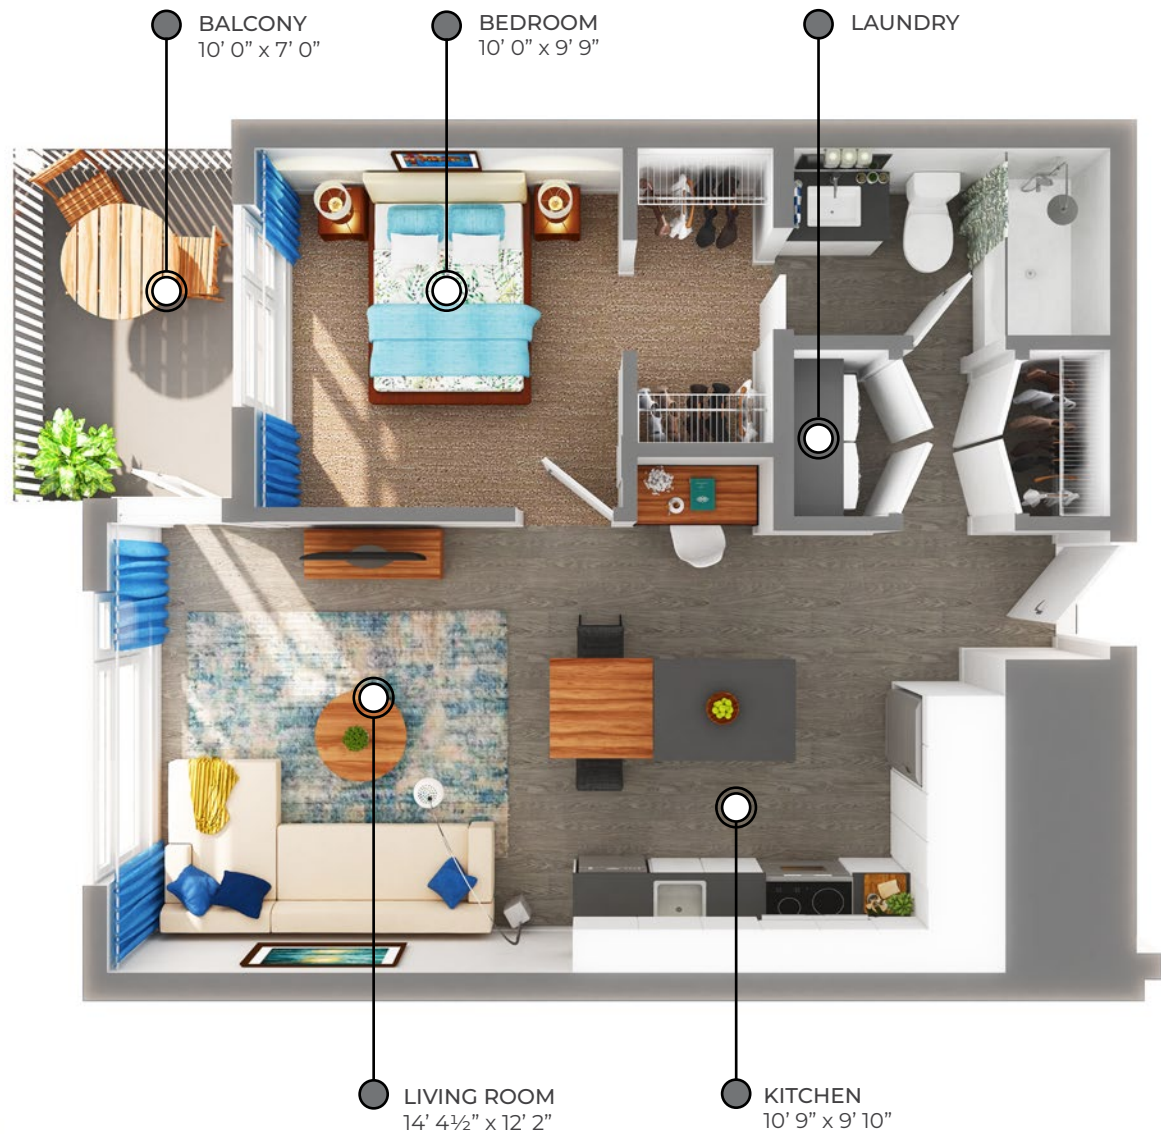 BALCONY
10’ 0” x 7’ 0”
BEDROOM
10’ 0” x 9’ 9”
LAUNDRY
LIVING ROOM
14’ 4½” x 12’ 2”
KITCHEN
10’ 9” x 9’ 10”